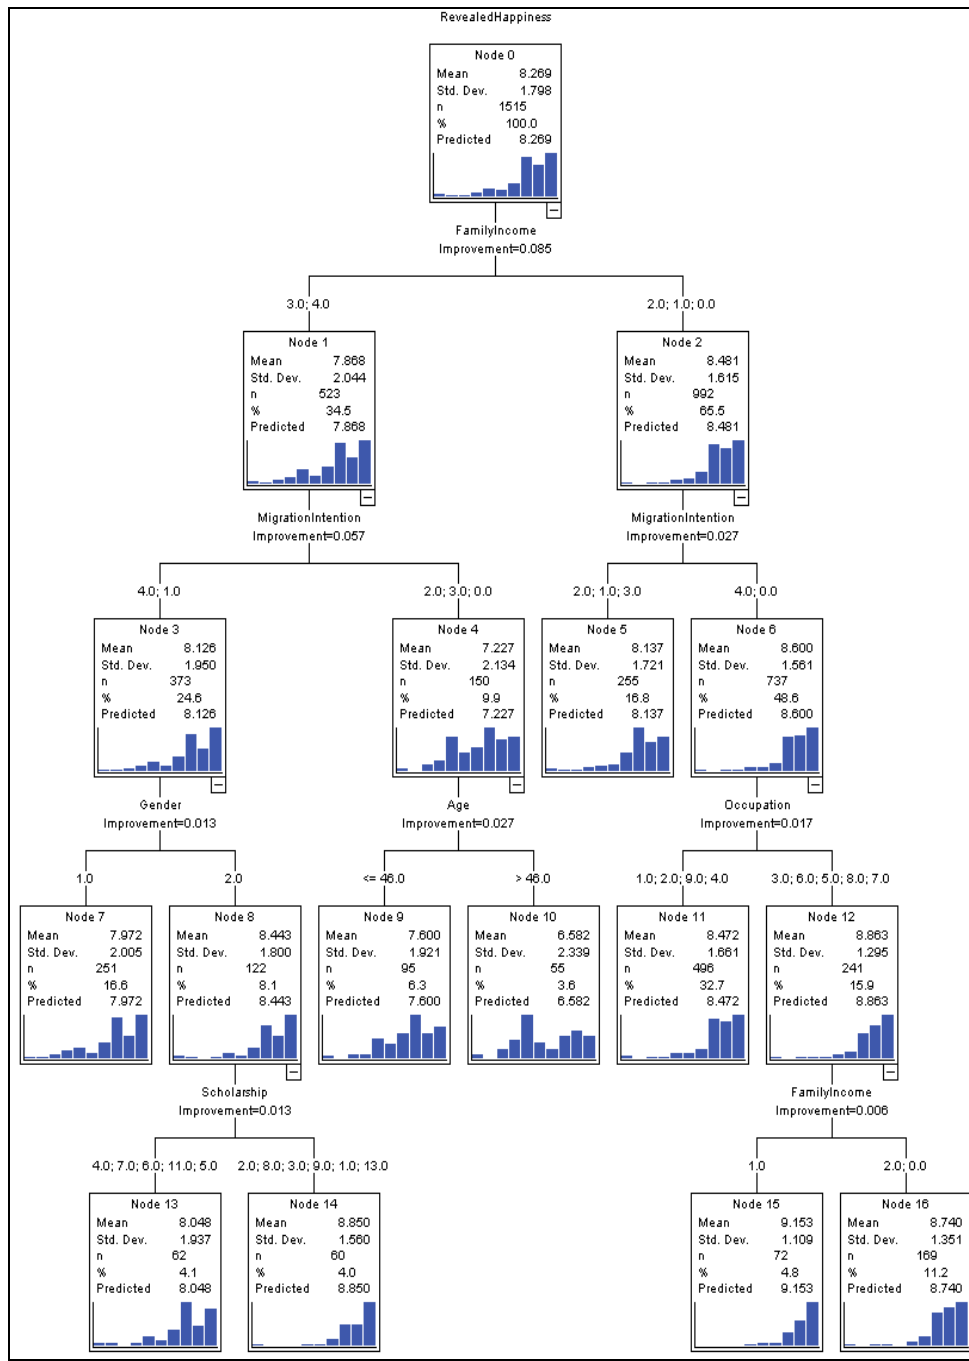 RevealedHappiness
Node 0
Mean 8.269
Std. Dev. 1.798
n 1515
% 100.0
Predicted 8.269
FamilyIncome
Improvement=0.085
3.0; 4.0
2.0; 1.0; 0.0
Node 1
Mean 7.868
Std. Dev. 2.044
n 523
% 34.5
Predicted 7.868
Node 2
Mean 8.481
Std. Dev. 1.615
n 992
% 65.5
Predicted 8.481
MigrationIntention
Improvement=0.057
MigrationIntention
Improvement=0.027
4.0; 1.0
2.0; 3.0; 0.0
2.0; 1.0; 3.0
4.0; 0.0
Node 3
Mean 8.126
Std. Dev. 1.950
n 373
% 24.6
Predicted 8.126
Node 4
Mean 7.227
Std. Dev. 2.134
n 150
% 9.9
Predicted 7.227
Node 5
Mean 8.137
Std. Dev. 1.721
n 255
% 16.8
Predicted 8.137
Node 6
Mean 8.600
Std. Dev. 1.561
n 737
% 48.6
Predicted 8.600
Gender
Improvement=0.013
Age
Improvement=0.027
Occupation
Improvement=0.017
1.0
2.0
<= 46.0
> 46.0
1.0; 2.0; 9.0; 4.0
3.0; 6.0; 5.0; 8.0; 7.0
Node 7
Mean 7.972
Std. Dev. 2.005
n 251
% 16.6
Predicted 7.972
Node 8
Mean 8.443
Std. Dev. 1.800
n 122
% 8.1
Predicted 8.443
Node 9
Mean 7.600
Std. Dev. 1.921
n 95
% 6.3
Predicted 7.600
Node 10
Mean 6.582
Std. Dev. 2.339
n 55
% 3.6
Predicted 6.582
Node 11
Mean 8.472
Std. Dev. 1.661
n 496
% 32.7
Predicted 8.472
Node 12
Mean 8.863
Std. Dev. 1.295
n 241
% 15.9
Predicted 8.863
Scholarship
Improvement=0.013
FamilyIncome
Improvement=0.006
4.0; 7.0; 6.0; 11.0; 5.0
2.0; 8.0; 3.0; 9.0; 1.0; 13.0
1.0
2.0; 0.0
Node 13
Mean 8.048
Std. Dev. 1.937
n 62
% 4.1
Predicted 8.048
Node 14
Mean 8.850
Std. Dev. 1.560
n 60
% 4.0
Predicted 8.850
Node 15
Mean 9.153
Std. Dev. 1.109
n 72
% 4.8
Predicted 9.153
Node 16
Mean 8.740
Std. Dev. 1.351
n 169
% 11.2
Predicted 8.740